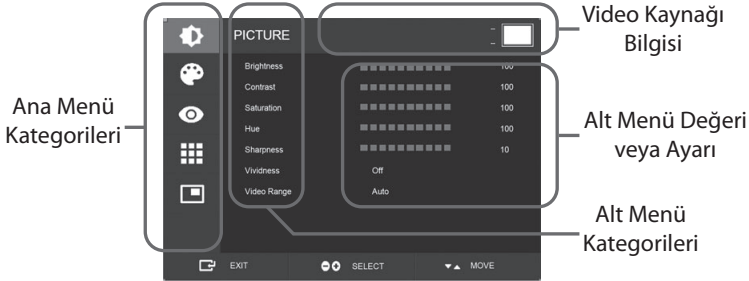 Video Kaynağı
Bilgisi
PICTURE
Brightness 100
Contrast 100
Ana Menü
Kategorileri
Saturation 100
Hue 100
Sharpness 10
Alt Menü Değeri
veya Ayarı
Vividness Off
Video Range Auto
Alt Menü
Kategorileri
EXIT SELECT MOVE